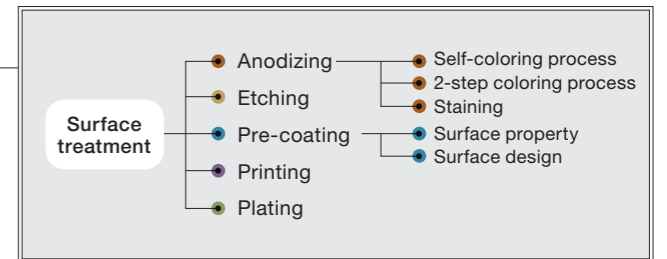 Surface
treatment
Anodizing
Self-coloring process
2-step coloring process
Staining
Etching
Pre-coating
Surface property
Surface design
Printing
Plating